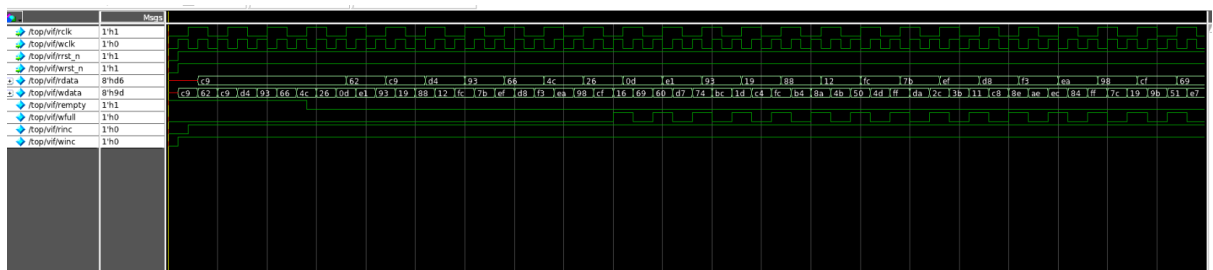 Msgs
/top/vif/rclk 1'h1
/top/vif/wclk 1'h0
/top/vif/rrst_n 1'h1
/top/vif/wrst_n 1'h1
/top/vif/rdata 8'hd6 c9 62 c9 d4 93 66 4c 26 0d e1 93 19 88 12 fc 7b ef d8 f3 ea 98 cf 69
/top/vif/wdata 8'h9d c9 62 c9 d4 93 66 4c 26 0d e1 93 19 88 12 fc 7b ef d8 f3 ea 98 cf 16 69 60 d7 74 bc 1d c4 fc b4 8a 4b 50 4d ff da 2c 3b 11 c8 8e ae ec 84 ff 7c 19 9b 51 e7
/top/vif/rempty 1'h1
/top/vif/wfull 1'h0
/top/vif/rinc 1'h0
/top/vif/winc 1'h0